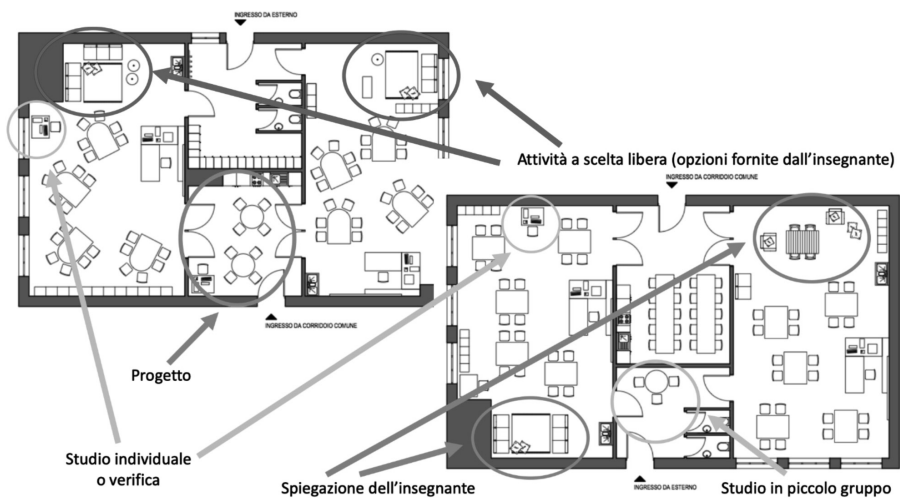 INGRESSO DA ESTERNO
Attività a scelta libera (opzioni fornite dall'insegnante)
INGRESSO DA CORRIDOIO COMUNE
INGRESSO DA CORRIDOIO COMUNE
Progetto
Studio individuale
o verifica
Spiegazione dell'insegnante
INGRESSO DA ESTERNO
Studio in piccolo gruppo